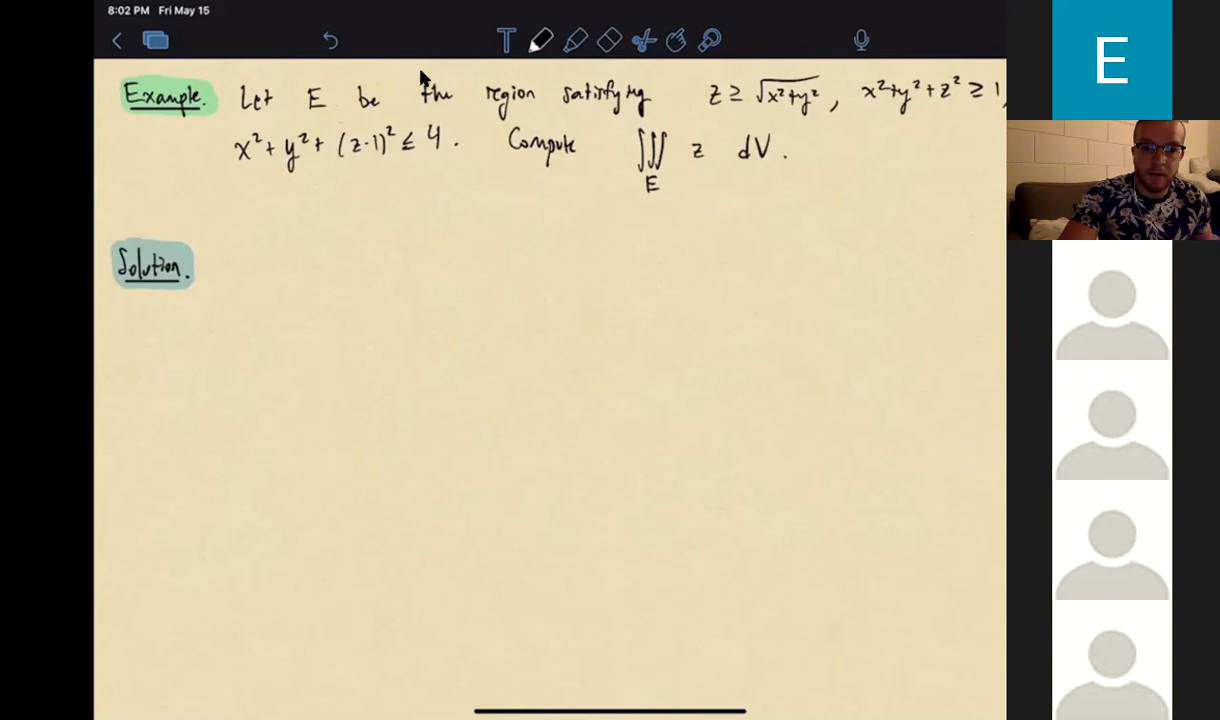 8:02 PM Fri May 15
E
Example. Let E be the region satisfying z ≥ √x²+y² , x²+y²+z² ≥ 1,
x²+y²+(z-1)² ≤ 4. Compute ∭ z dV.
E
Solution.